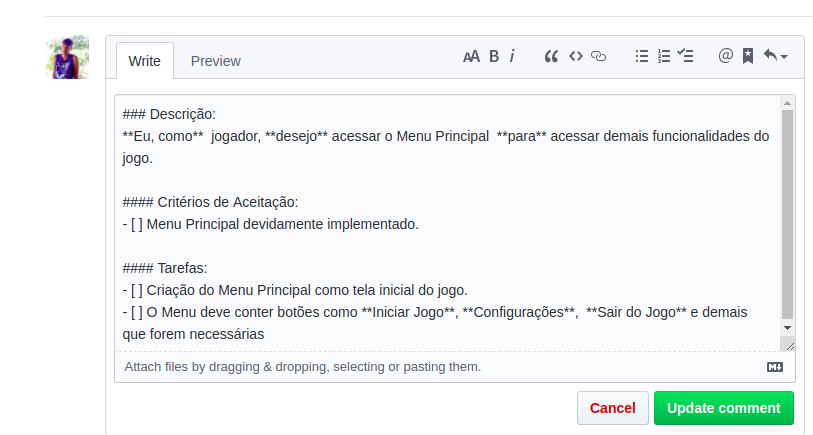 Write Preview AA B i @
### Descrição:
**Eu, como**  jogador, **desejo** acessar o Menu Principal  **para** acessar demais funcionalidades do
jogo.
#### Critérios de Aceitação:
- [ ] Menu Principal devidamente implementado.
#### Tarefas:
- [ ] Criação do Menu Principal como tela inicial do jogo.
- [ ] O Menu deve conter botões como **Iniciar Jogo**, **Configurações**,  **Sair do Jogo** e demais
que forem necessárias
Attach files by dragging & dropping, selecting or pasting them.
Cancel Update comment